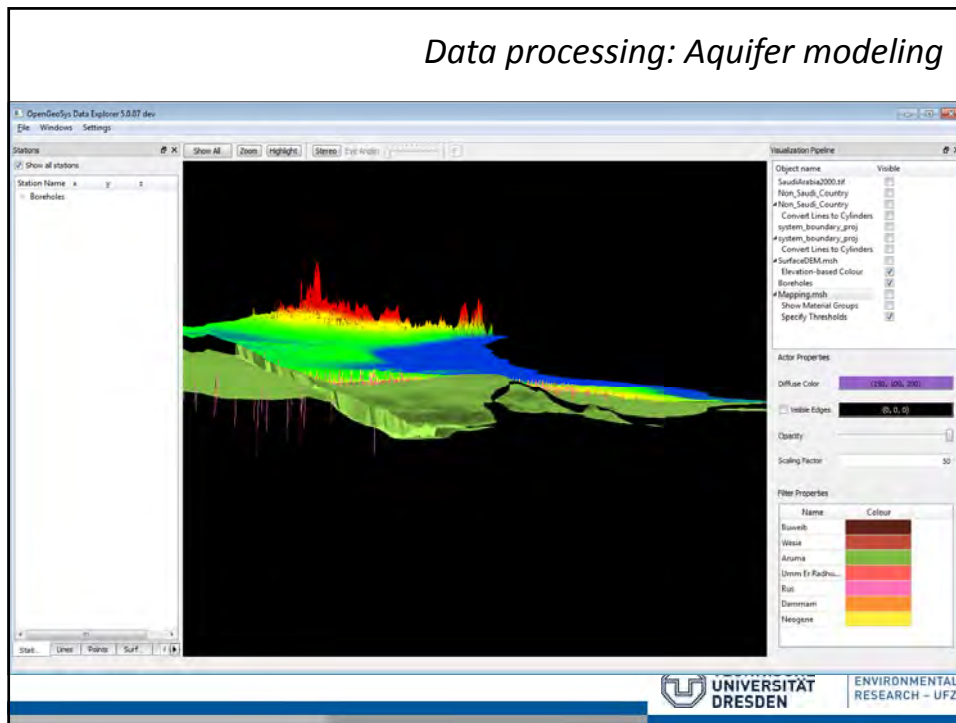 Data processing: Aquifer modeling
OpenGeoSys Data Explorer 5.0.07 dev
File Windows Settings
Stations
Show all stations
Station Name x y z
Boreholes
Stat... Lines Points Surf...
Show All Zoom Highlight Stereo Eye Angle:
Visualization Pipeline
Object name Visible
SaudiArabia2000.tif
Non_Saudi_Country
Non_Saudi_Country
Convert Lines to Cylinders
system_boundary_proj
system_boundary_proj
Convert Lines to Cylinders
SurfaceDEM.msh
Elevation-based Colour
Boreholes
Mapping.msh
Show Material Groups
Specify Thresholds
Actor Properties
Diffuse Color (150, 100, 200)
Visible Edges (0, 0, 0)
Opacity
Scaling Factor 50
Filter Properties
Name Colour
Buweib
Wasia
Aruma
Umm Er Radhu...
Rus
Dammam
Neogene
UNIVERSITÄT
DRESDEN
ENVIRONMENTAL
RESEARCH – UFZ